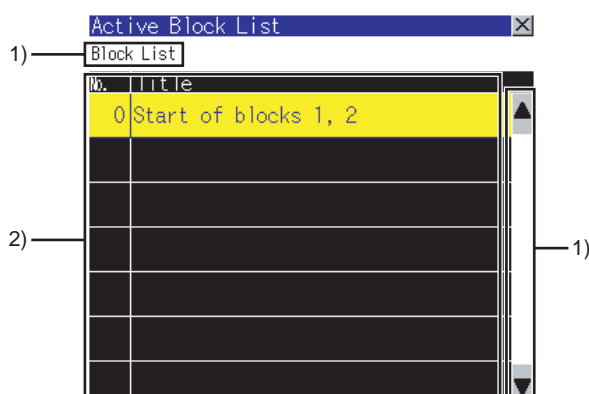 Active Block List
1)
Block List
No. Title
0 Start of blocks 1, 2
2)
1)